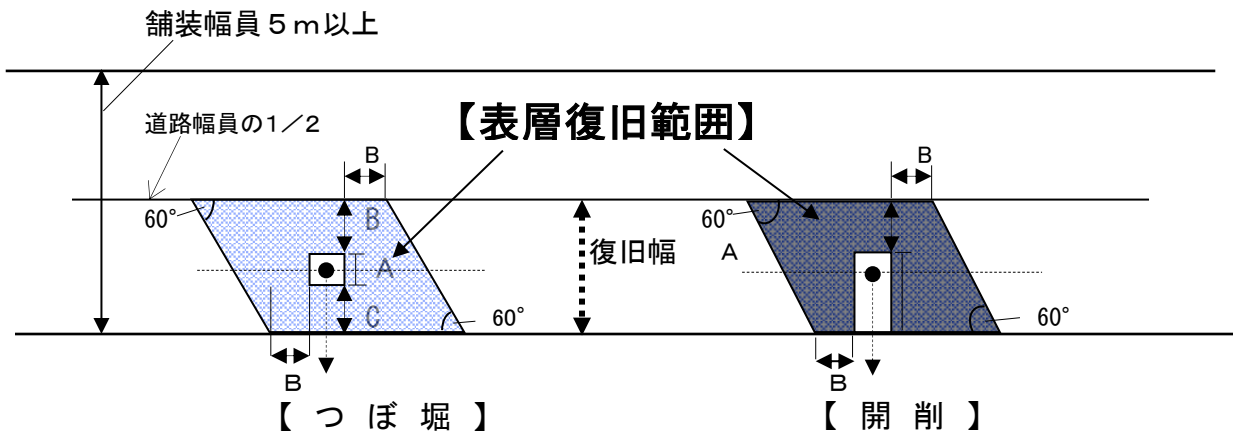 舗装幅員５ｍ以上
道路幅員の1／2
【表層復旧範囲】
B
B
60°
B
60°
復旧幅
A
A
C
60°
60°
B
B
【 つ ぼ 堀 】
【 開 削 】